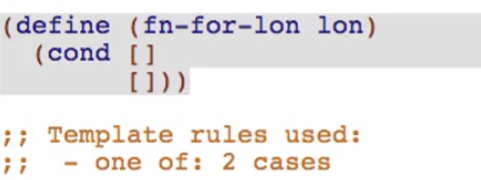 (define (fn-for-lon lon)
(cond []
[]))
;; Template rules used:
;; - one of: 2 cases